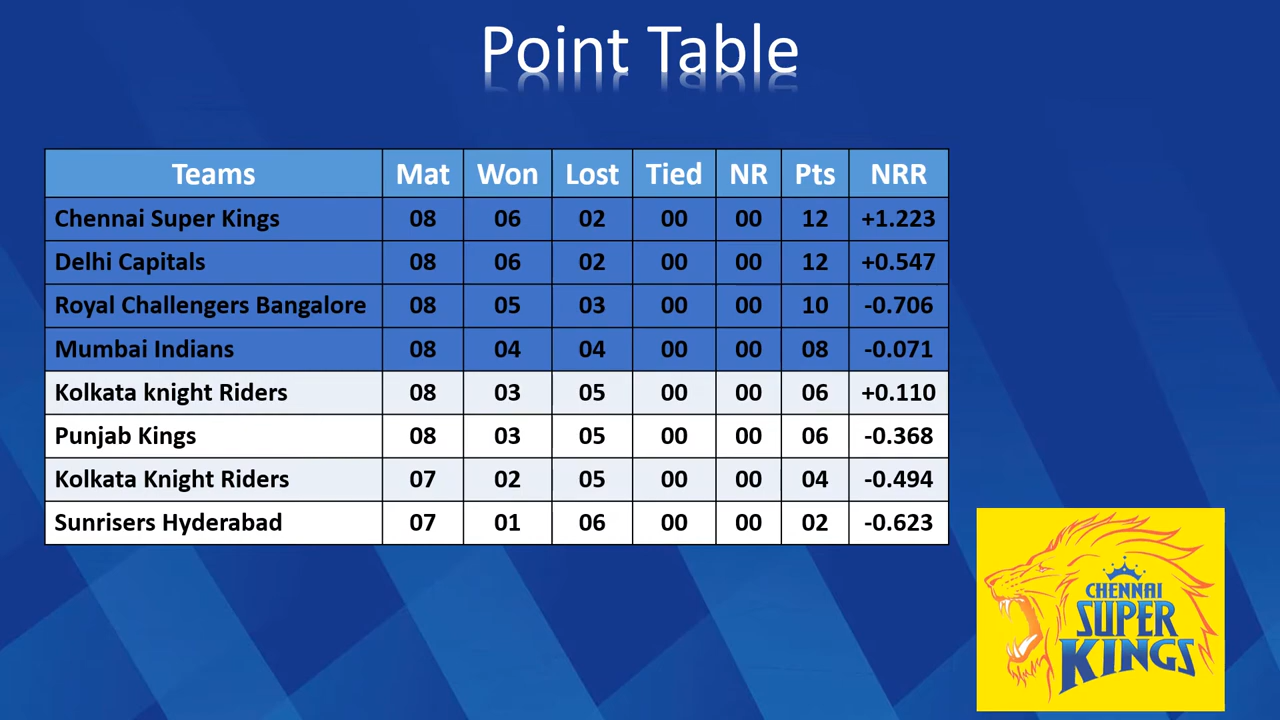 Point Table
Teams Mat Won Lost Tied NR Pts NRR
Chennai Super Kings 08 06 02 00 00 12 +1.223
Delhi Capitals 08 06 02 00 00 12 +0.547
Royal Challengers Bangalore 08 05 03 00 00 10 -0.706
Mumbai Indians 08 04 04 00 00 08 -0.071
Kolkata knight Riders 08 03 05 00 00 06 +0.110
Punjab Kings 08 03 05 00 00 06 -0.368
Kolkata Knight Riders 07 02 05 00 00 04 -0.494
Sunrisers Hyderabad 07 01 06 00 00 02 -0.623
CHENNAI
SUPER
KINGS